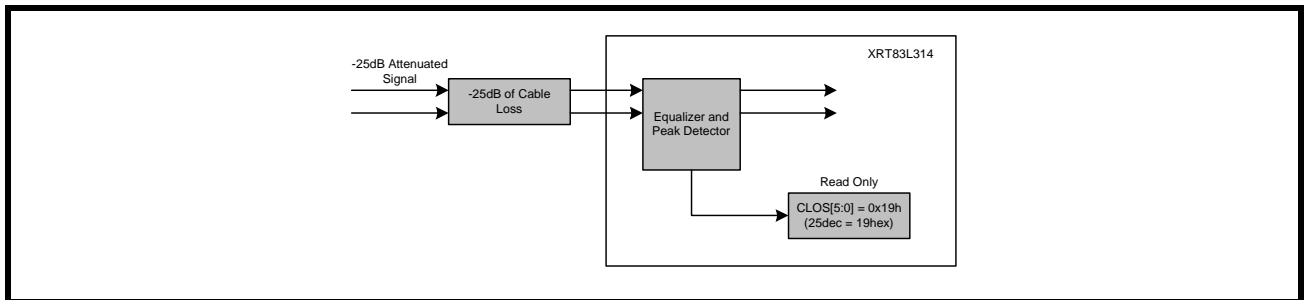 XRT83L314
-25dB Attenuated
Signal
-25dB of Cable
Loss
Equalizer and
Peak Detector
Read Only
CLOS[5:0] = 0x19h
(25dec = 19hex)